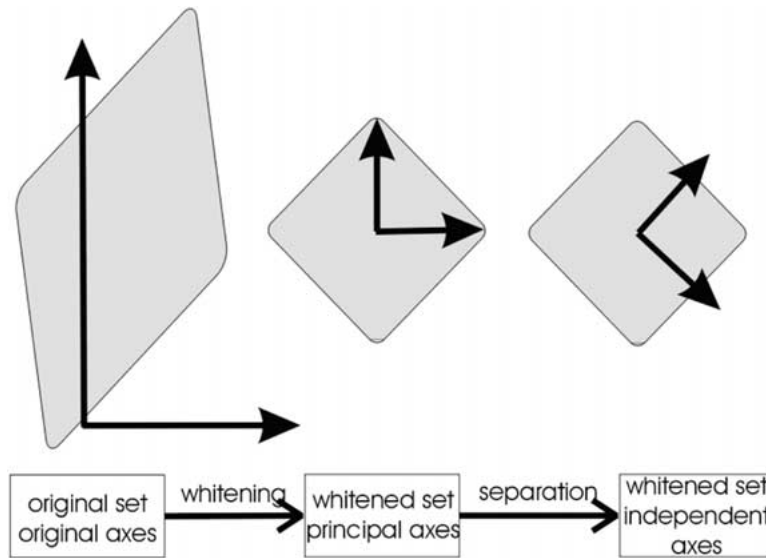 original set
original axes
whitening
whitened set
principal axes
separation
whitened set
independent
axes